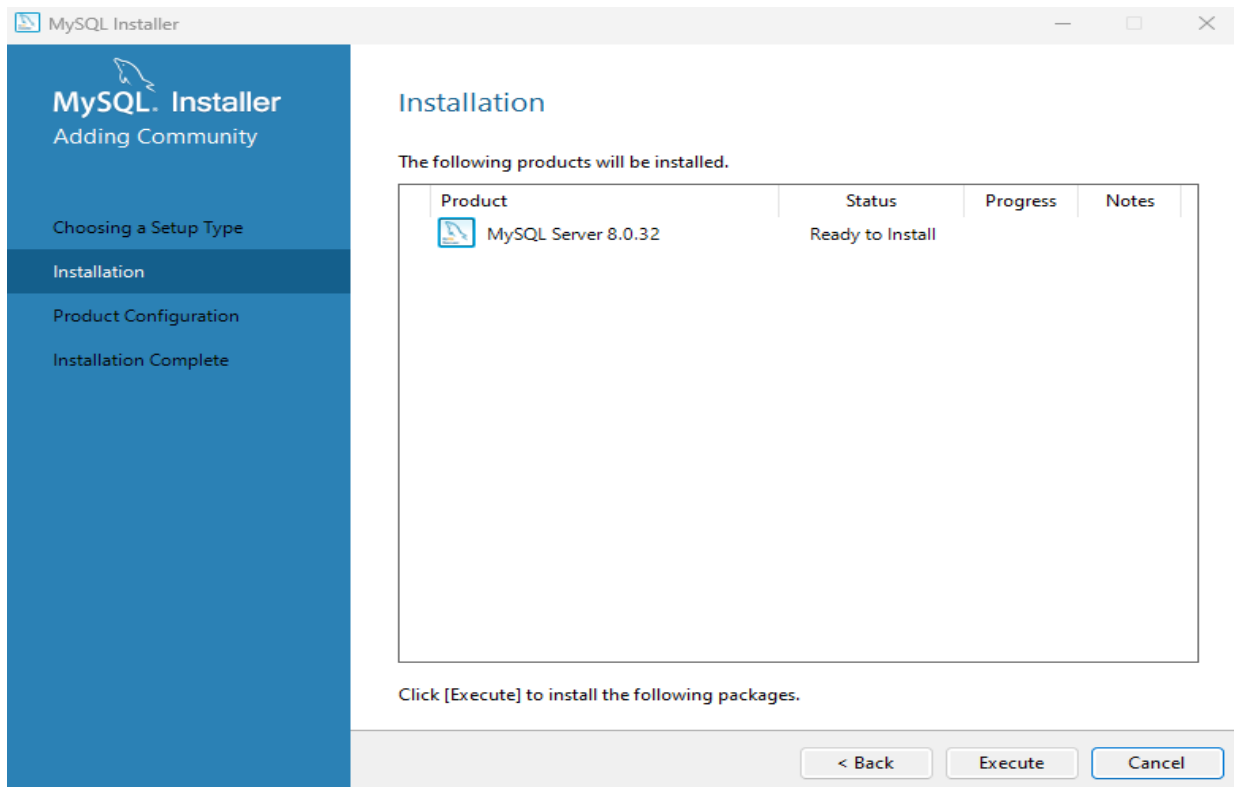 MySQL Installer
MySQL. Installer
Adding Community
Choosing a Setup Type
Installation
Product Configuration
Installation Complete
Installation
The following products will be installed.
Product Status Progress Notes
MySQL Server 8.0.32 Ready to Install
Click [Execute] to install the following packages.
< Back Execute Cancel